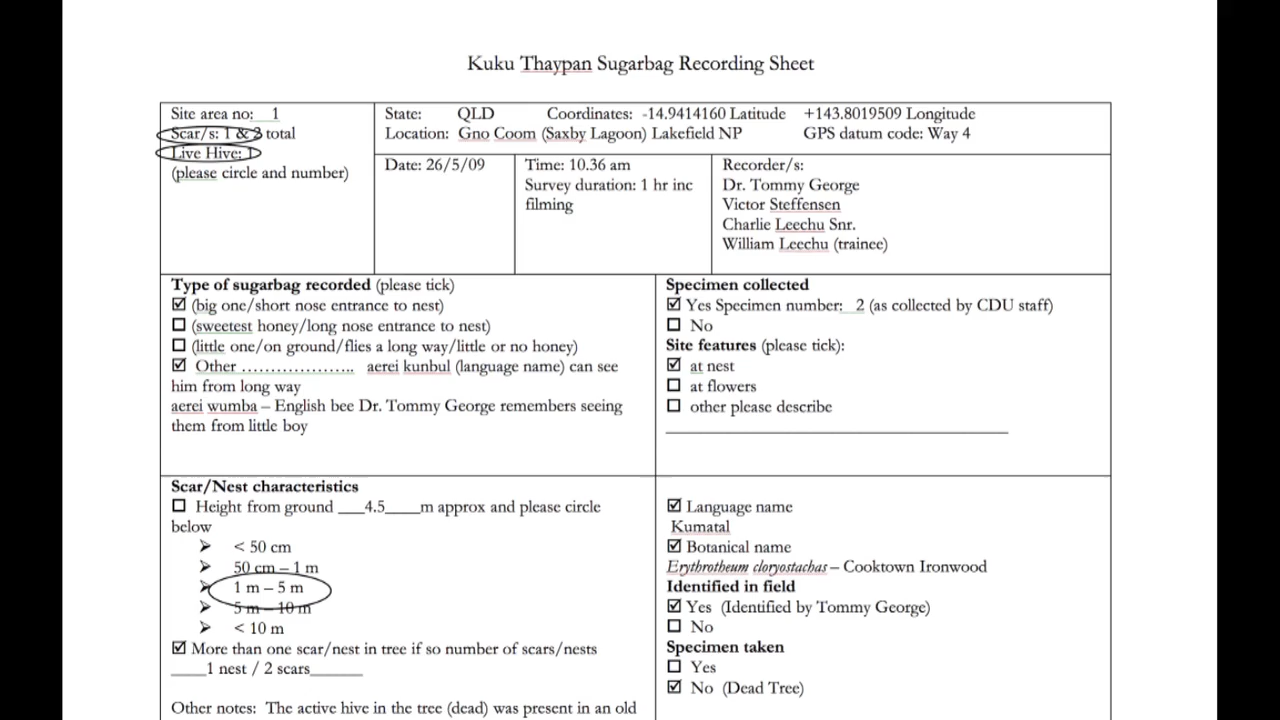 Kuku Thaypan Sugarbag Recording Sheet
Site area no: 1
Scar/s: 1 & 2 total
Live Hive: 1
(please circle and number)
State: QLD Coordinates: -14.9414160 Latitude +143.8019509 Longitude
Location: Gno Coom (Saxby Lagoon) Lakefield NP GPS datum code: Way 4
Date: 26/5/09
Time: 10.36 am
Survey duration: 1 hr inc
filming
Recorder/s:
Dr. Tommy George
Victor Steffensen
Charlie Leechu Snr.
William Leechu (trainee)
Type of sugarbag recorded (please tick)
☑ (big one/short nose entrance to nest)
☐ (sweetest honey/long nose entrance to nest)
☐ (little one/on ground/flies a long way/little or no honey)
☑ Other ……………….. aerei kunbul (language name) can see
him from long way
aerei wumba – English bee Dr. Tommy George remembers seeing
them from little boy
Specimen collected
☑ Yes Specimen number: 2 (as collected by CDU staff)
☐ No
Site features (please tick):
☑ at nest
☐ at flowers
☐ other please describe
Scar/Nest characteristics
☐ Height from ground ___4.5____m approx and please circle
below
➢ < 50 cm
➢ 50 cm – 1 m
➢ 1 m – 5 m
➢ 5 m – 10 m
➢ < 10 m
☑ More than one scar/nest in tree if so number of scars/nests
____1 nest / 2 scars______
Other notes: The active hive in the tree (dead) was present in an old
☑ Language name
Kumatal
☑ Botanical name
Erythrotheum cloryostachas – Cooktown Ironwood
Identified in field
☑ Yes (Identified by Tommy George)
☐ No
Specimen taken
☐ Yes
☑ No (Dead Tree)